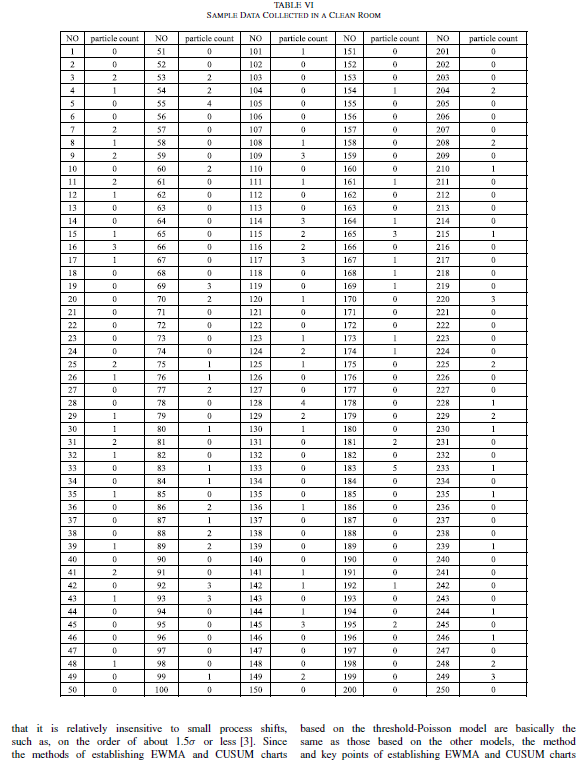 TABLE VI
SAMPLE DATA COLLECTED IN A CLEAN ROOM
NO particle count NO particle count NO particle count NO particle count NO particle count
1 0 51 0 101 1 151 0 201 0
2 0 52 0 102 0 152 0 202 0
3 2 53 2 103 0 153 0 203 0
4 1 54 2 104 0 154 1 204 2
5 0 55 4 105 0 155 0 205 0
6 0 56 0 106 0 156 0 206 0
7 2 57 0 107 0 157 0 207 0
8 1 58 0 108 1 158 0 208 2
9 2 59 0 109 3 159 0 209 0
10 0 60 2 110 0 160 0 210 1
11 2 61 0 111 1 161 1 211 0
12 1 62 0 112 0 162 0 212 0
13 0 63 0 113 0 163 0 213 0
14 0 64 0 114 3 164 1 214 0
15 1 65 0 115 2 165 3 215 1
16 3 66 0 116 2 166 0 216 0
17 1 67 0 117 3 167 1 217 0
18 0 68 0 118 0 168 1 218 0
19 0 69 3 119 0 169 1 219 0
20 0 70 2 120 1 170 0 220 3
21 0 71 0 121 0 171 0 221 0
22 0 72 0 122 0 172 0 222 0
23 0 73 0 123 1 173 1 223 0
24 0 74 0 124 2 174 1 224 0
25 2 75 1 125 1 175 0 225 2
26 1 76 1 126 0 176 0 226 0
27 0 77 2 127 0 177 0 227 0
28 0 78 0 128 4 178 0 228 1
29 1 79 0 129 2 179 0 229 2
30 1 80 1 130 1 180 0 230 1
31 2 81 0 131 0 181 2 231 0
32 1 82 0 132 0 182 0 232 0
33 0 83 1 133 0 183 5 233 1
34 0 84 1 134 0 184 0 234 0
35 1 85 0 135 0 185 0 235 1
36 0 86 2 136 1 186 0 236 0
37 0 87 1 137 0 187 0 237 0
38 0 88 2 138 0 188 0 238 0
39 1 89 2 139 0 189 0 239 1
40 0 90 0 140 0 190 0 240 0
41 2 91 0 141 1 191 0 241 0
42 0 92 3 142 1 192 1 242 0
43 1 93 3 143 0 193 0 243 0
44 0 94 0 144 1 194 0 244 1
45 0 95 0 145 3 195 2 245 0
46 0 96 0 146 0 196 0 246 1
47 0 97 0 147 0 197 0 247 0
48 1 98 0 148 0 198 0 248 2
49 0 99 1 149 2 199 0 249 3
50 0 100 0 150 0 200 0 250 0
that it is relatively insensitive to small process shifts,
such as, on the order of about 1.5σ or less [3]. Since
the methods of establishing EWMA and CUSUM charts
based on the threshold-Poisson model are basically the
same as those based on the other models, the method
and key points of establishing EWMA and CUSUM charts